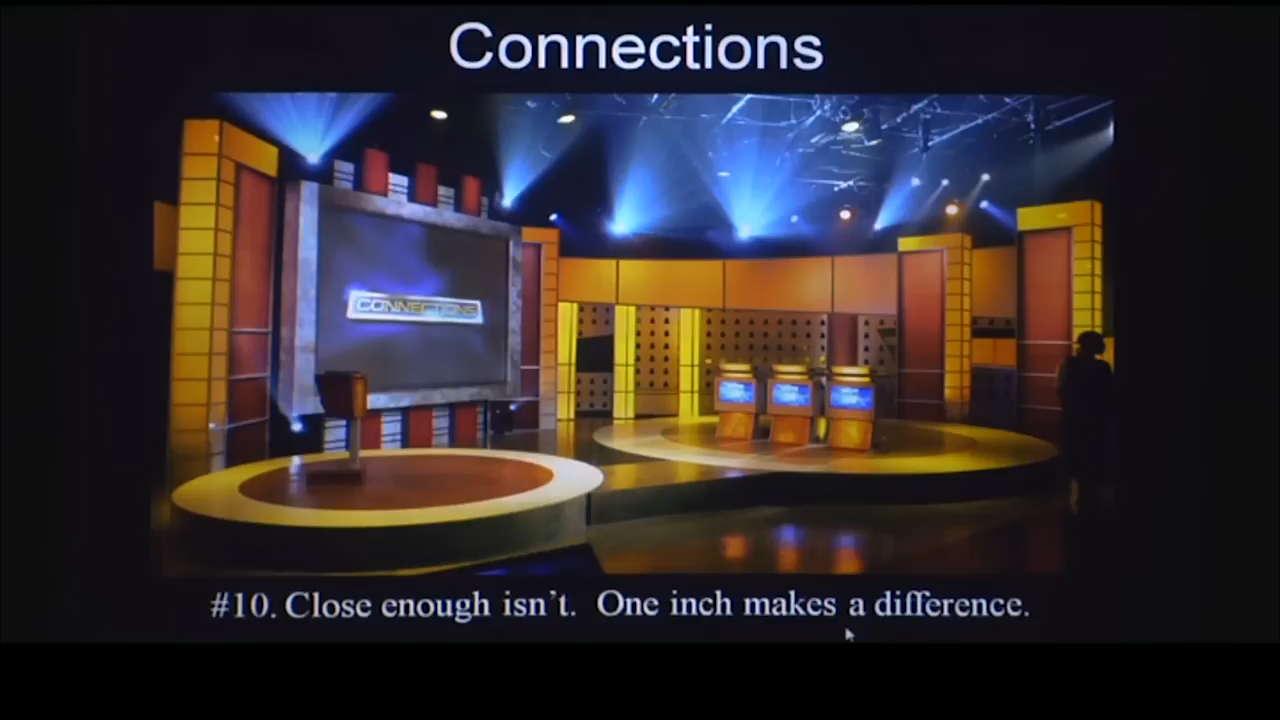 Connections
CONNECTIONS
#10. Close enough isn't.  One inch makes a difference.